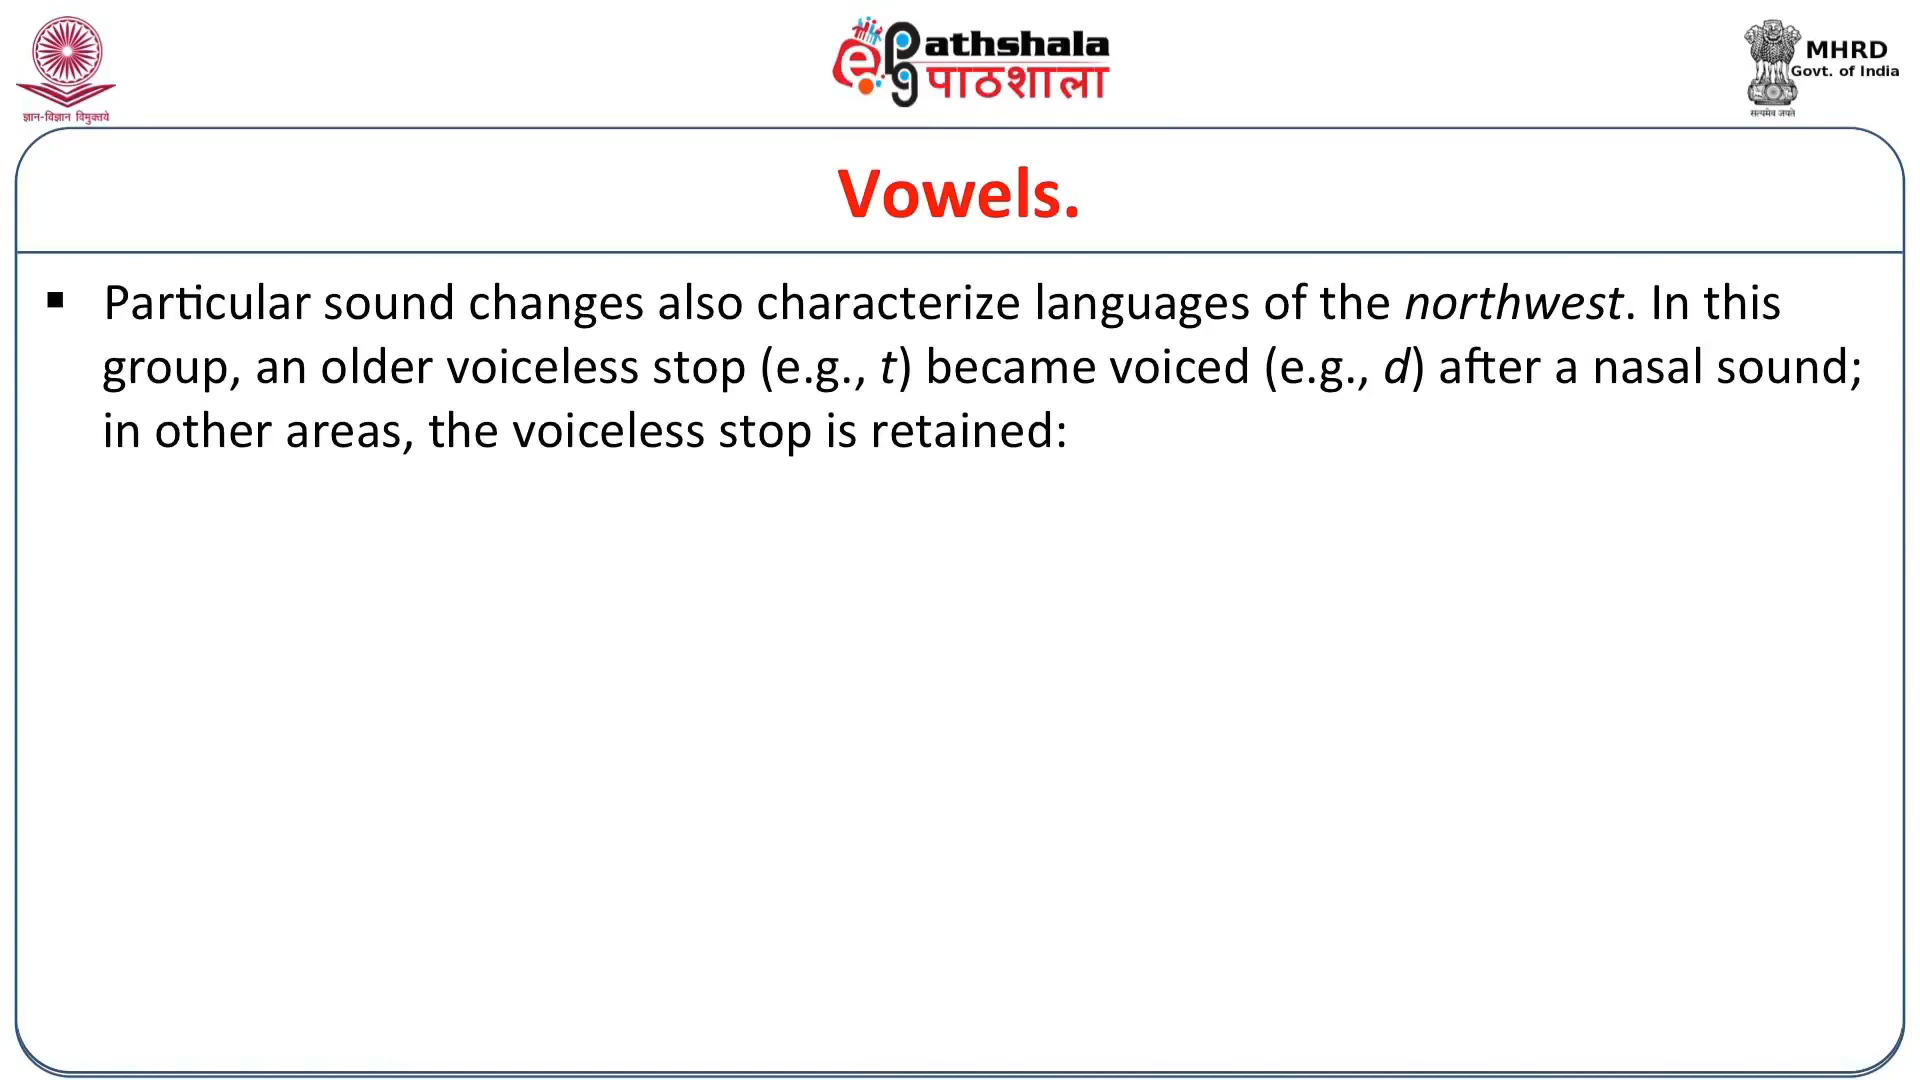 ज्ञान-विज्ञान विमुक्तये
ePG Pathshala
पाठशाला
MHRD
Govt. of India
सत्यमेव जयते
Vowels.
▪ Particular sound changes also characterize languages of the northwest. In this
group, an older voiceless stop (e.g., t) became voiced (e.g., d) after a nasal sound;
in other areas, the voiceless stop is retained: